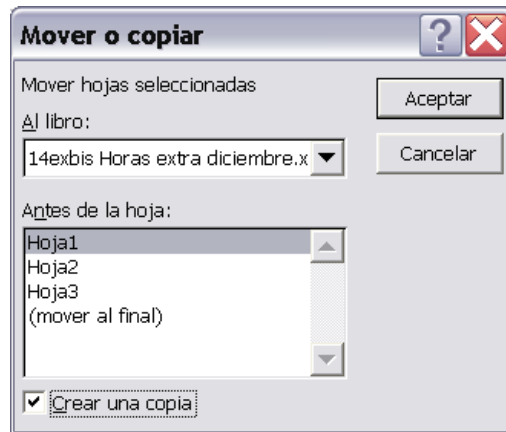 Mover o copiar
?
Mover hojas seleccionadas
Al libro:
14exbis Horas extra diciembre.x
Antes de la hoja:
Hoja1
Hoja2
Hoja3
(mover al final)
Crear una copia
Aceptar
Cancelar